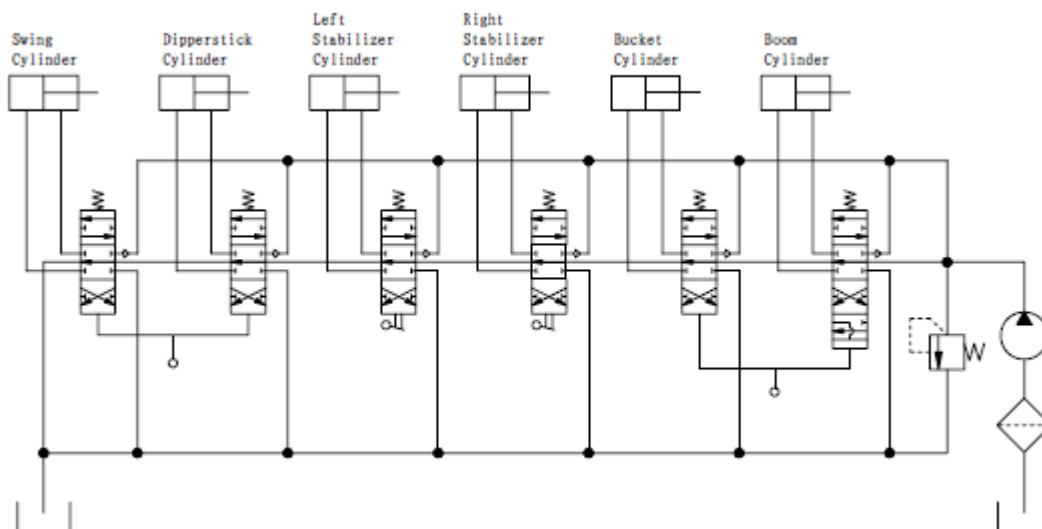 Swing
Cylinder
Dipperstick
Cylinder
Left
Stabilizer
Cylinder
Right
Stabilizer
Cylinder
Bucket
Cylinder
Boom
Cylinder